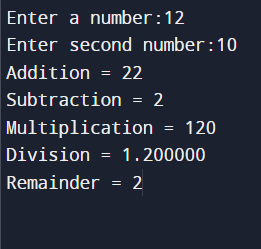 Enter a number:12
Enter second number:10
Addition = 22
Subtraction = 2
Multiplication = 120
Division = 1.200000
Remainder = 2